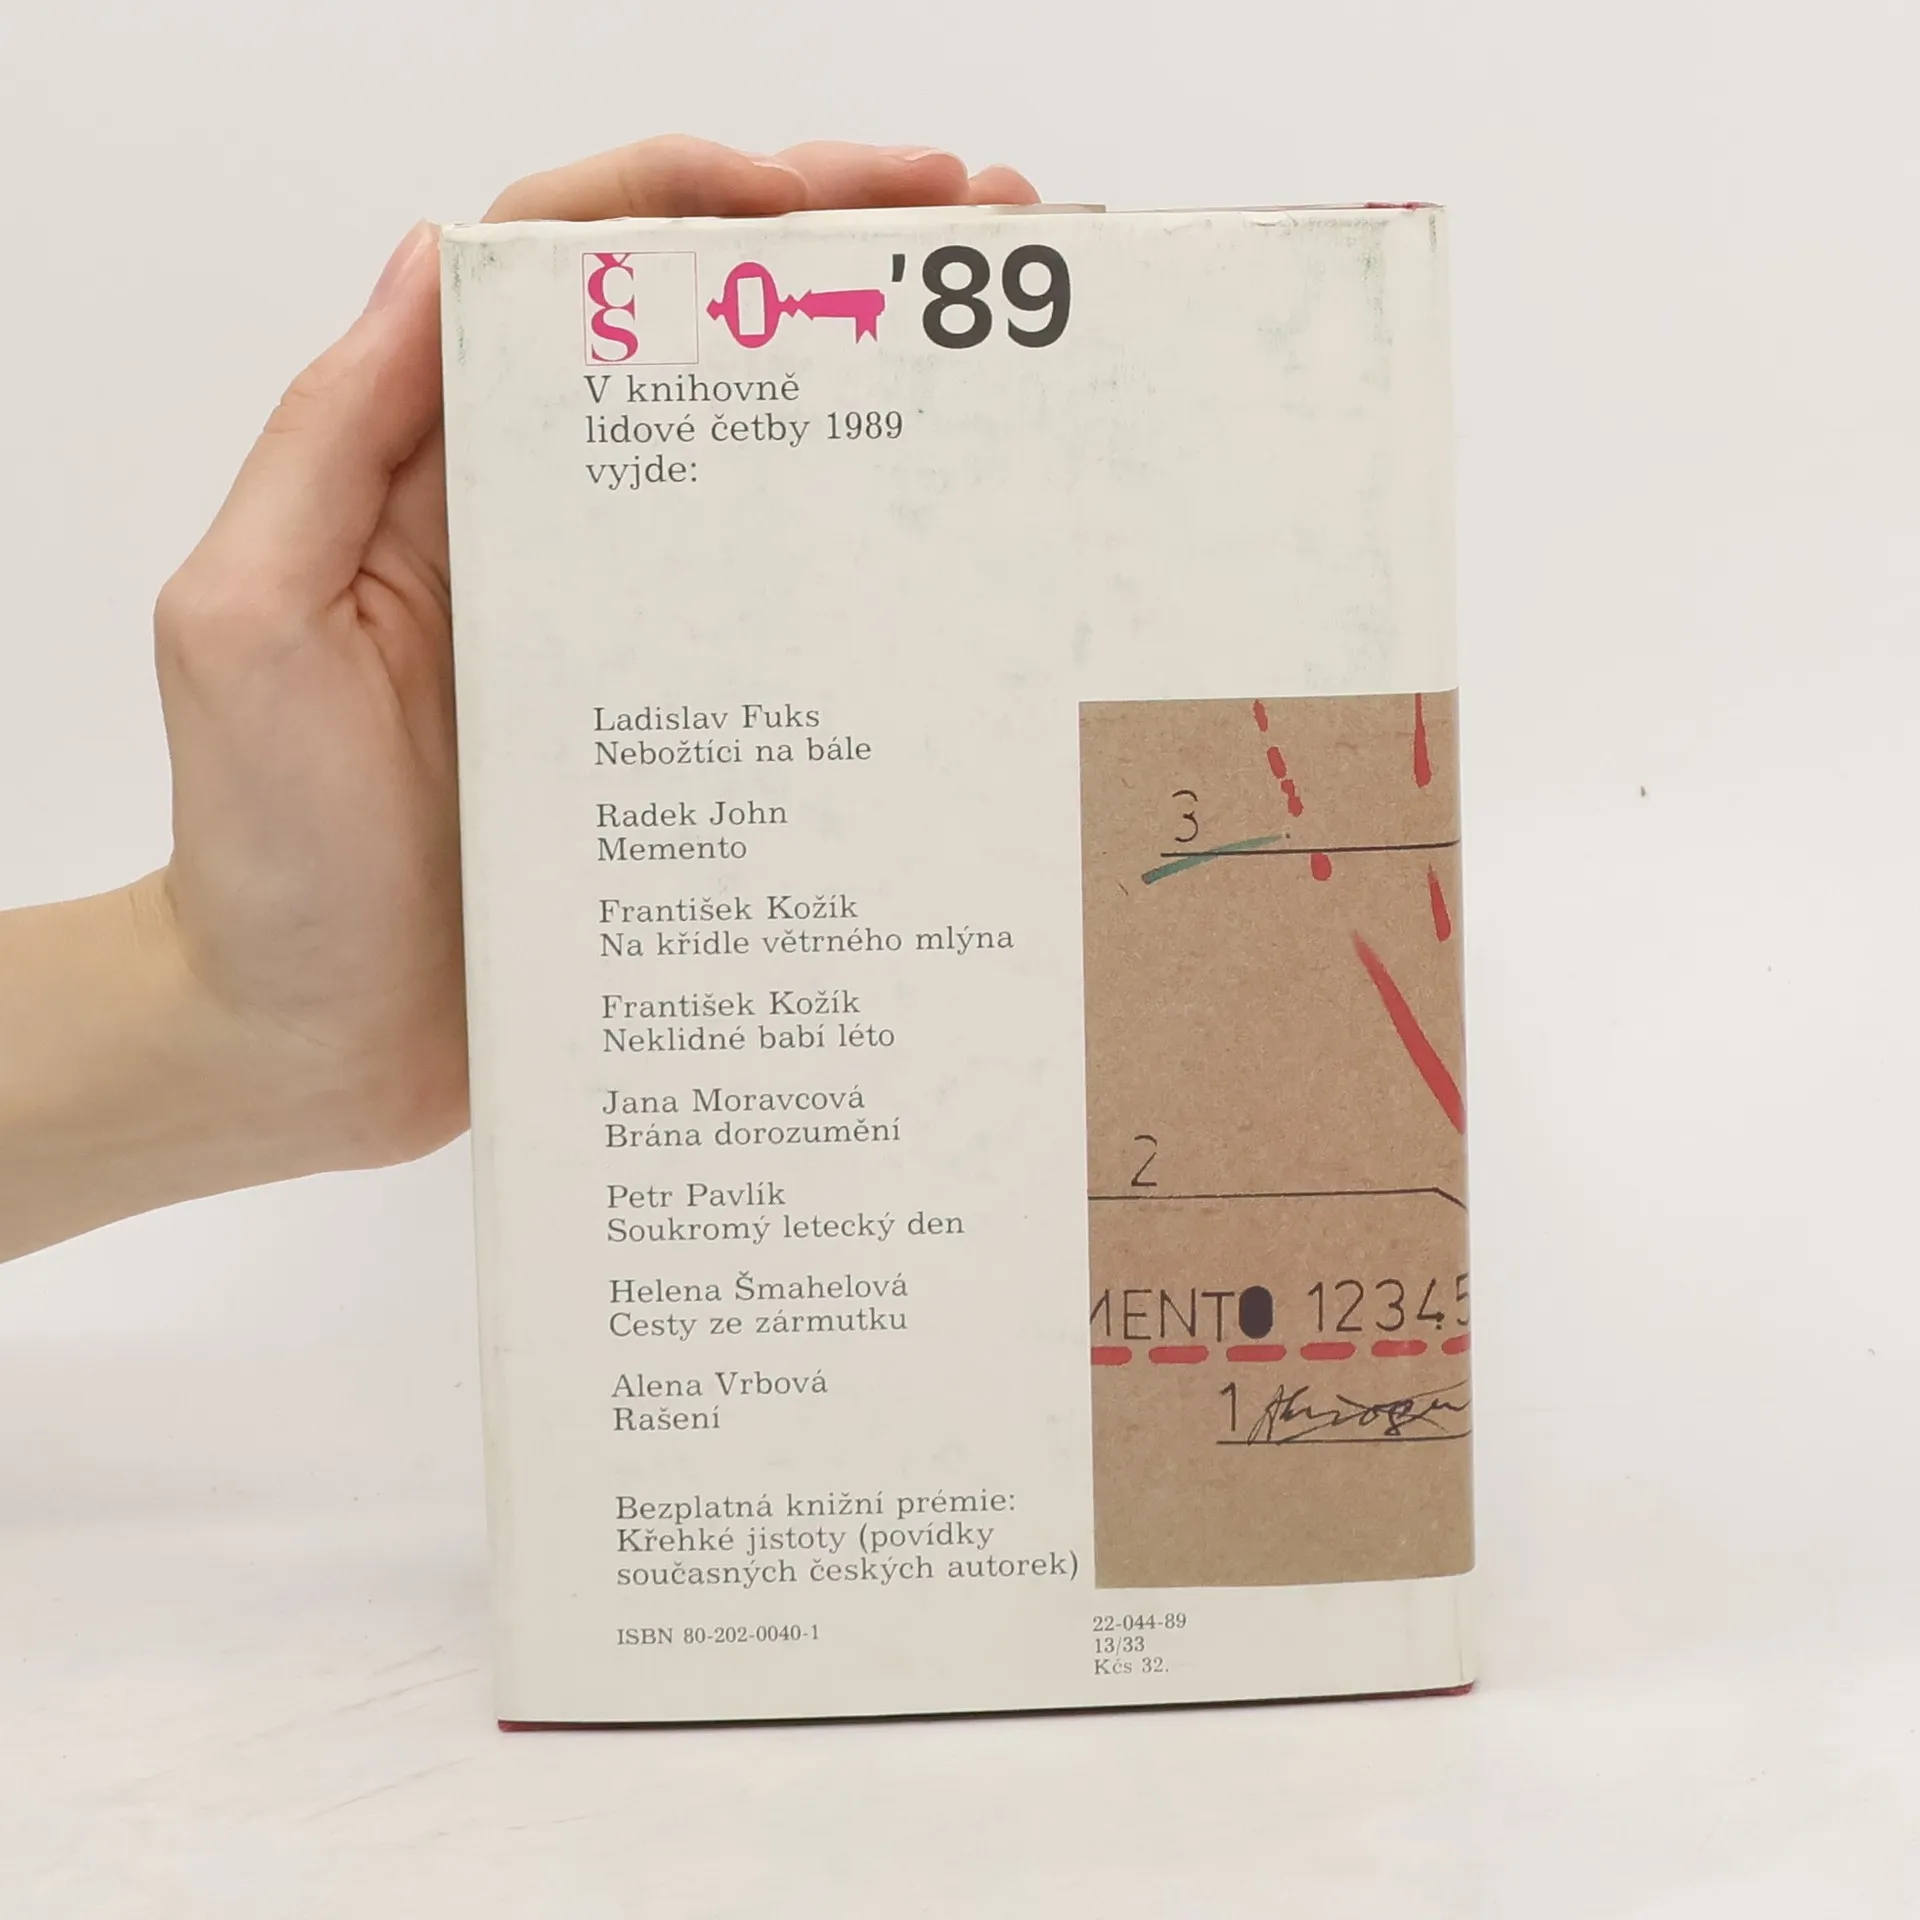 ČS '89
V knihovně
lidové četby 1989
vyjde:
Ladislav Fuks
Nebožtíci na bále
Radek John
Memento
František Kožík
Na křídle větrného mlýna
František Kožík
Neklidné babí léto
Jana Moravcová
Brána dorozumění
Petr Pavlík
Soukromý letecký den
Helena Šmahelová
Cesty ze zármutku
Alena Vrbová
Rašení
Bezplatná knižní prémie:
Křehké jistoty (povídky
současných českých autorek)
ISBN 80-202-0040-1
3
2
MENTO 12345
1
22-044-89
13/33
Kčs 32.